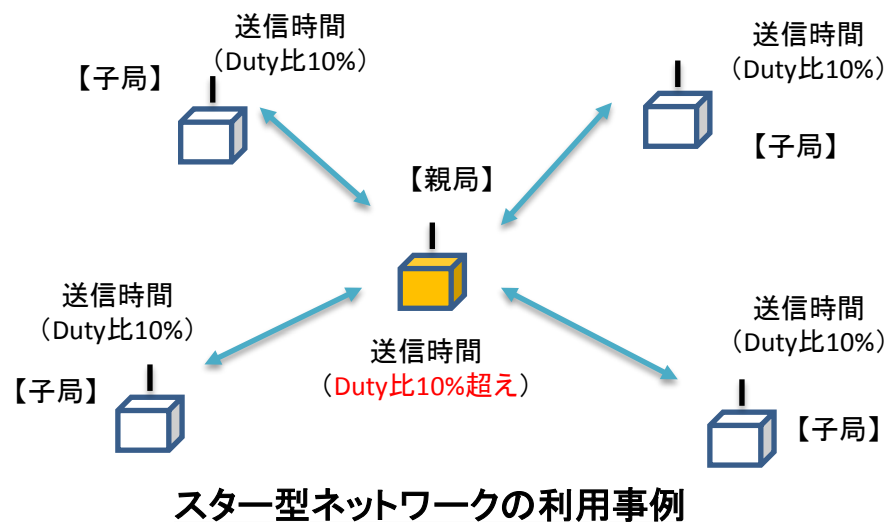 送信時間
（Duty比10%）
【子局】
送信時間
（Duty比10%）
【子局】
【親局】
送信時間
（Duty比10%超え）
送信時間
（Duty比10%）
【子局】
送信時間
（Duty比10%）
【子局】
スター型ネットワークの利用事例